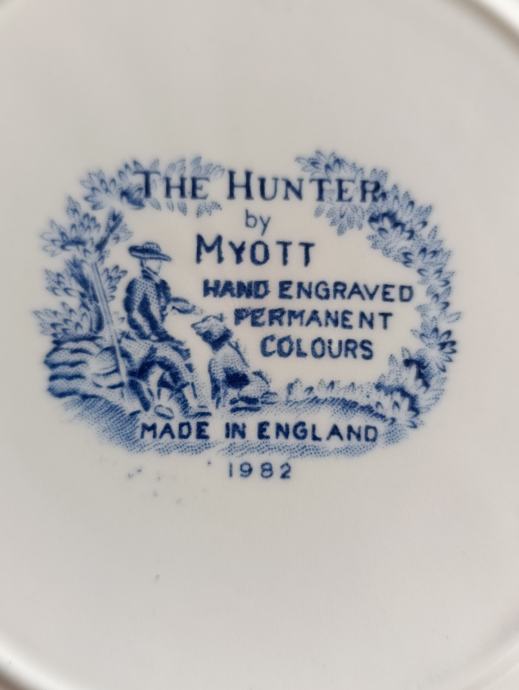 THE HUNTER
by
MYOTT
HAND ENGRAVED
PERMANENT
COLOURS
MADE IN ENGLAND
1982